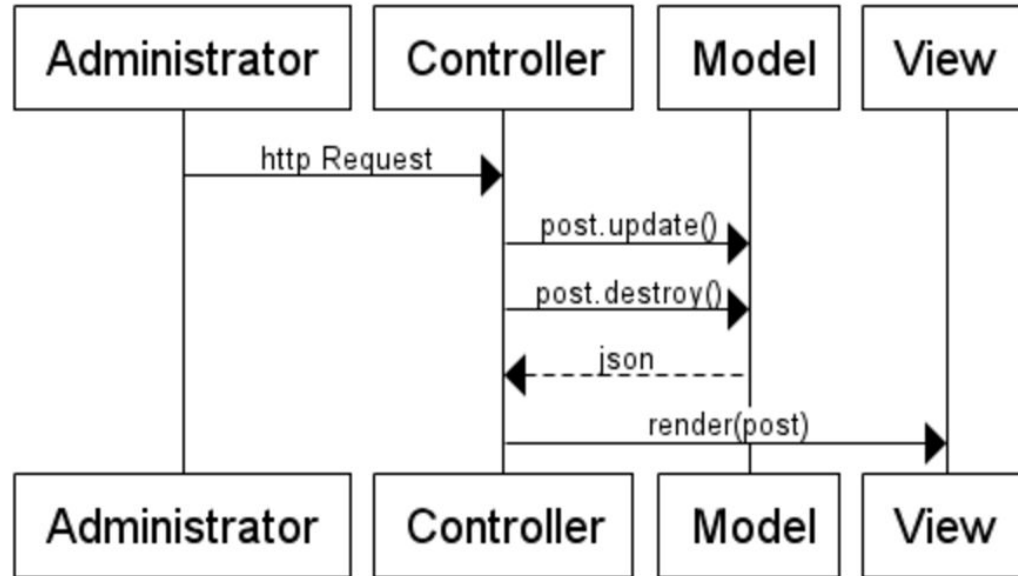 Administrator Controller Model View
http Request
post.update()
post.destroy()
json
render(post)
Administrator Controller Model View